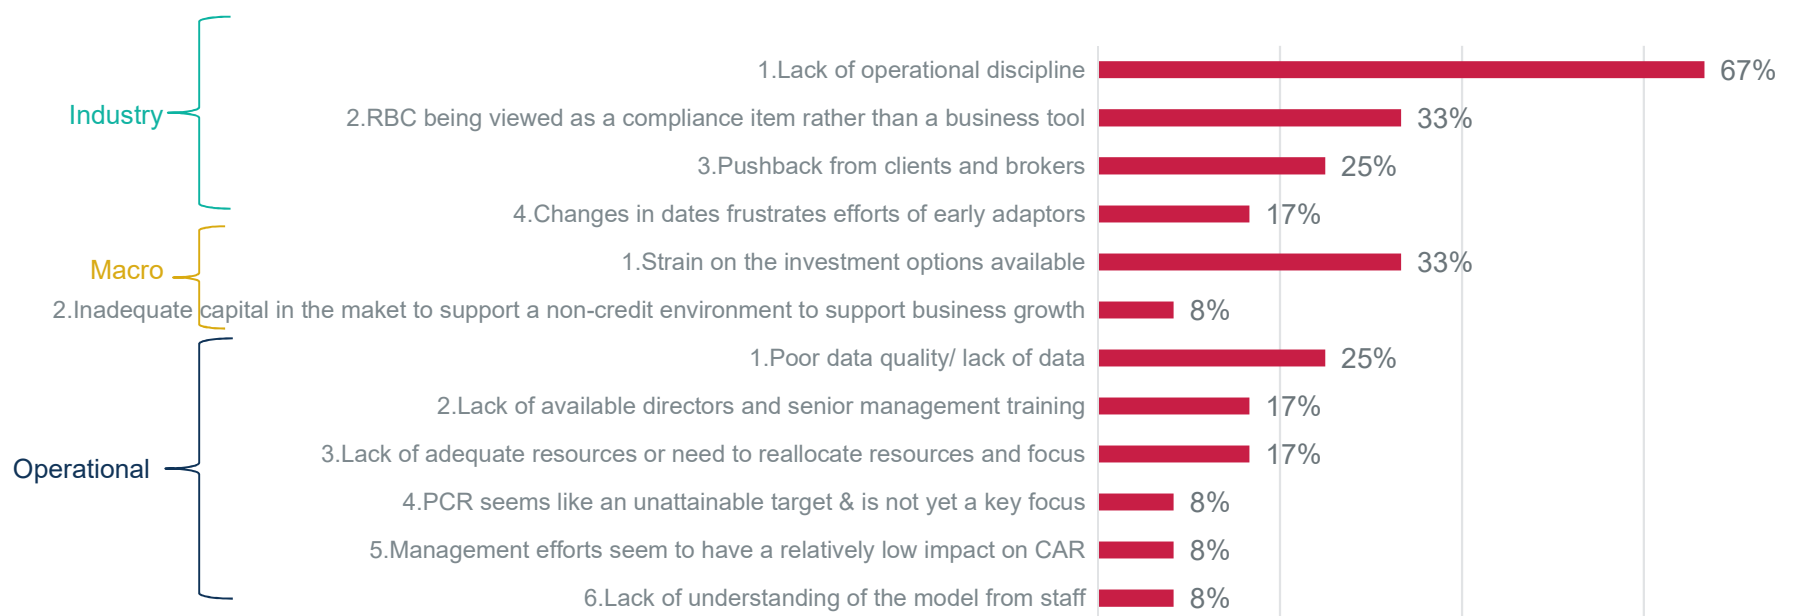 Industry
1.Lack of operational discipline 67%
2.RBC being viewed as a compliance item rather than a business tool 33%
3.Pushback from clients and brokers 25%
4.Changes in dates frustrates efforts of early adaptors 17%
Macro
1.Strain on the investment options available 33%
2.Inadequate capital in the maket to support a non-credit environment to support business growth 8%
Operational
1.Poor data quality/ lack of data 25%
2.Lack of available directors and senior management training 17%
3.Lack of adequate resources or need to reallocate resources and focus 17%
4.PCR seems like an unattainable target & is not yet a key focus 8%
5.Management efforts seem to have a relatively low impact on CAR 8%
6.Lack of understanding of the model from staff 8%